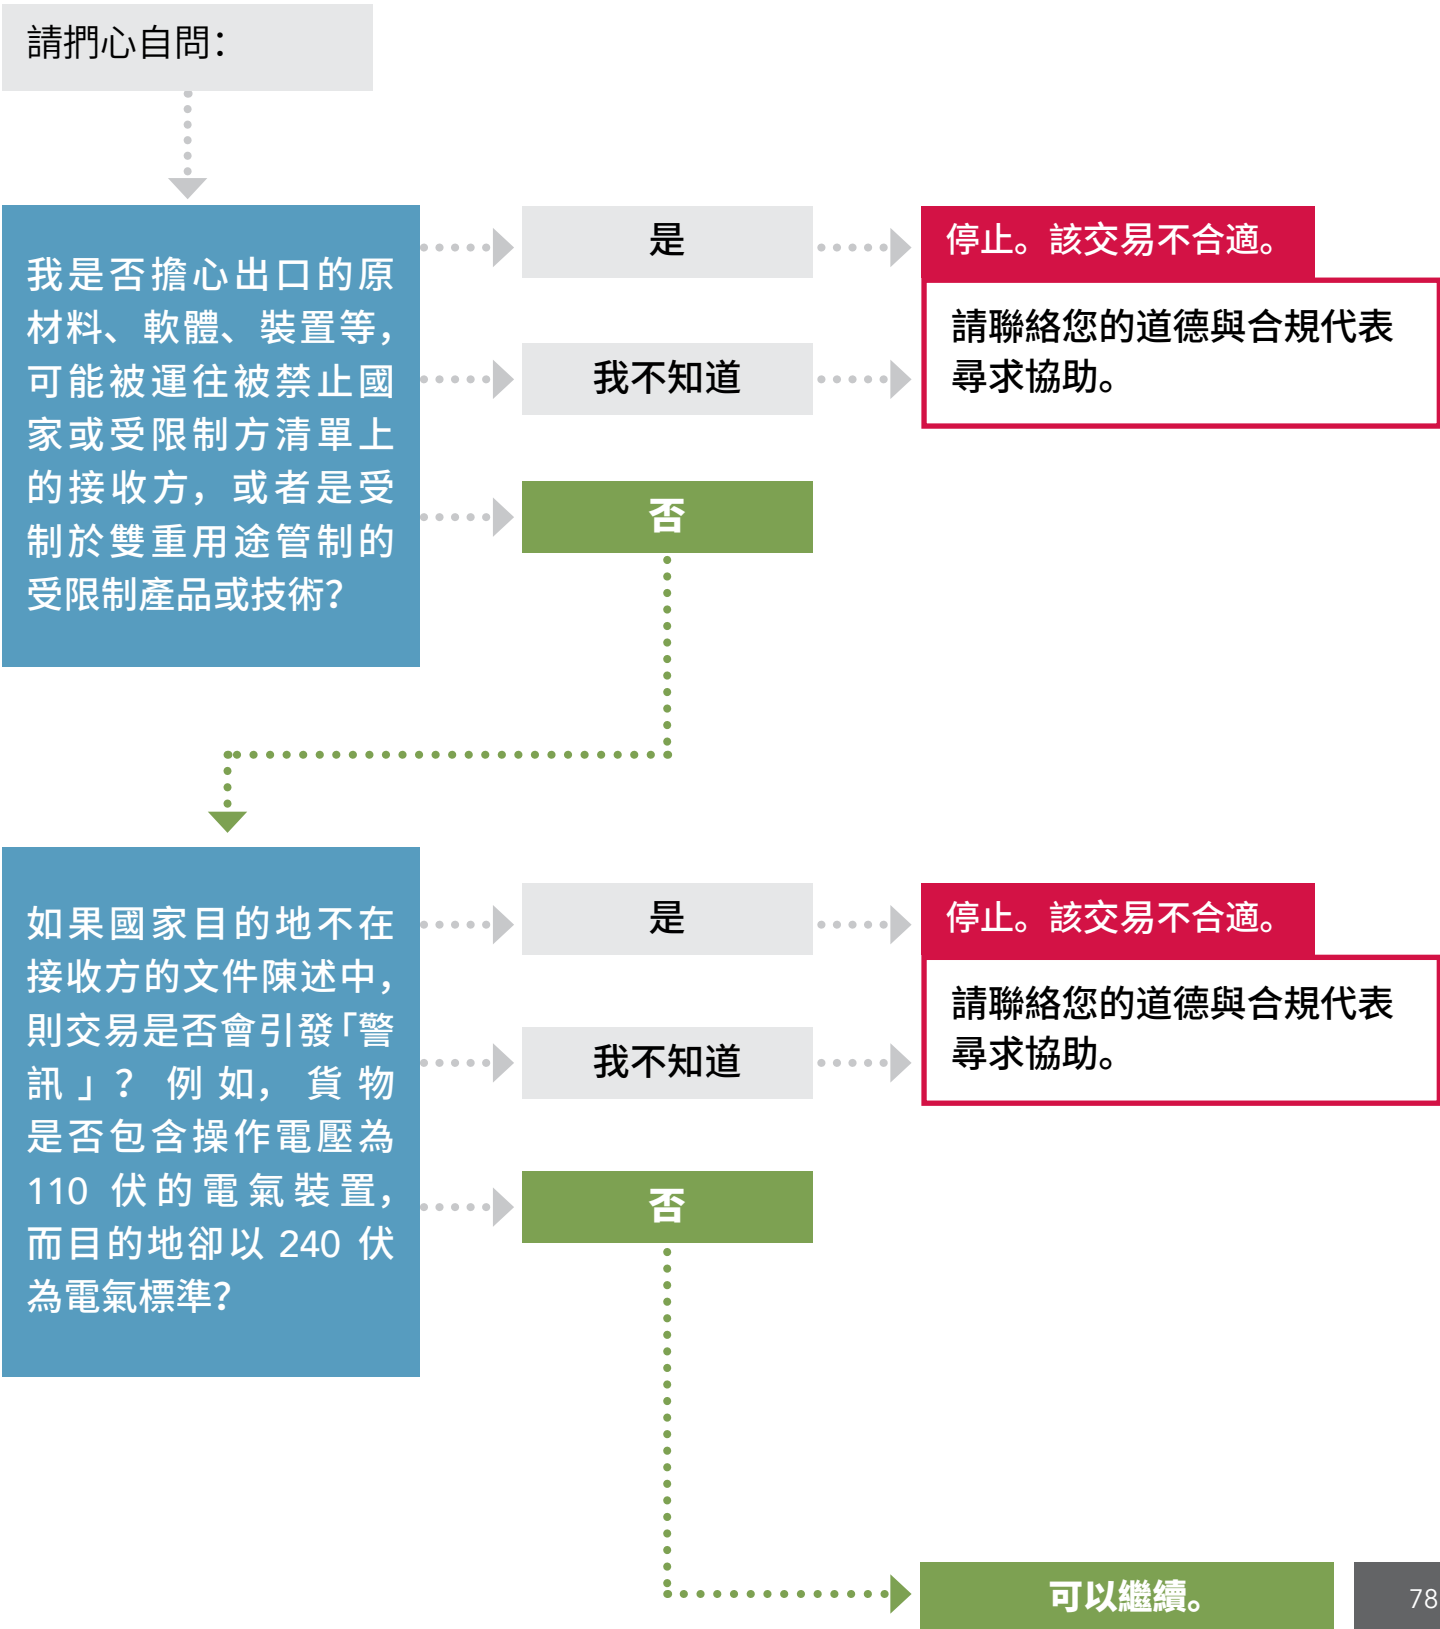 請捫心自問：
我是否擔心出口的原
材料、軟體、裝置等，
可能被運往被禁止國
家或受限制方清單上
的接收方，或者是受
制於雙重用途管制的
受限制產品或技術？
是
停止。該交易不合適。
請聯絡您的道德與合規代表
尋求協助。
我不知道
否
如果國家目的地不在
接收方的文件陳述中，
則交易是否會引發「警
訊」？例如，貨物
是否包含操作電壓為
110 伏的電氣裝置，
而目的地卻以 240 伏
為電氣標準？
是
停止。該交易不合適。
請聯絡您的道德與合規代表
尋求協助。
我不知道
否
可以繼續。
78